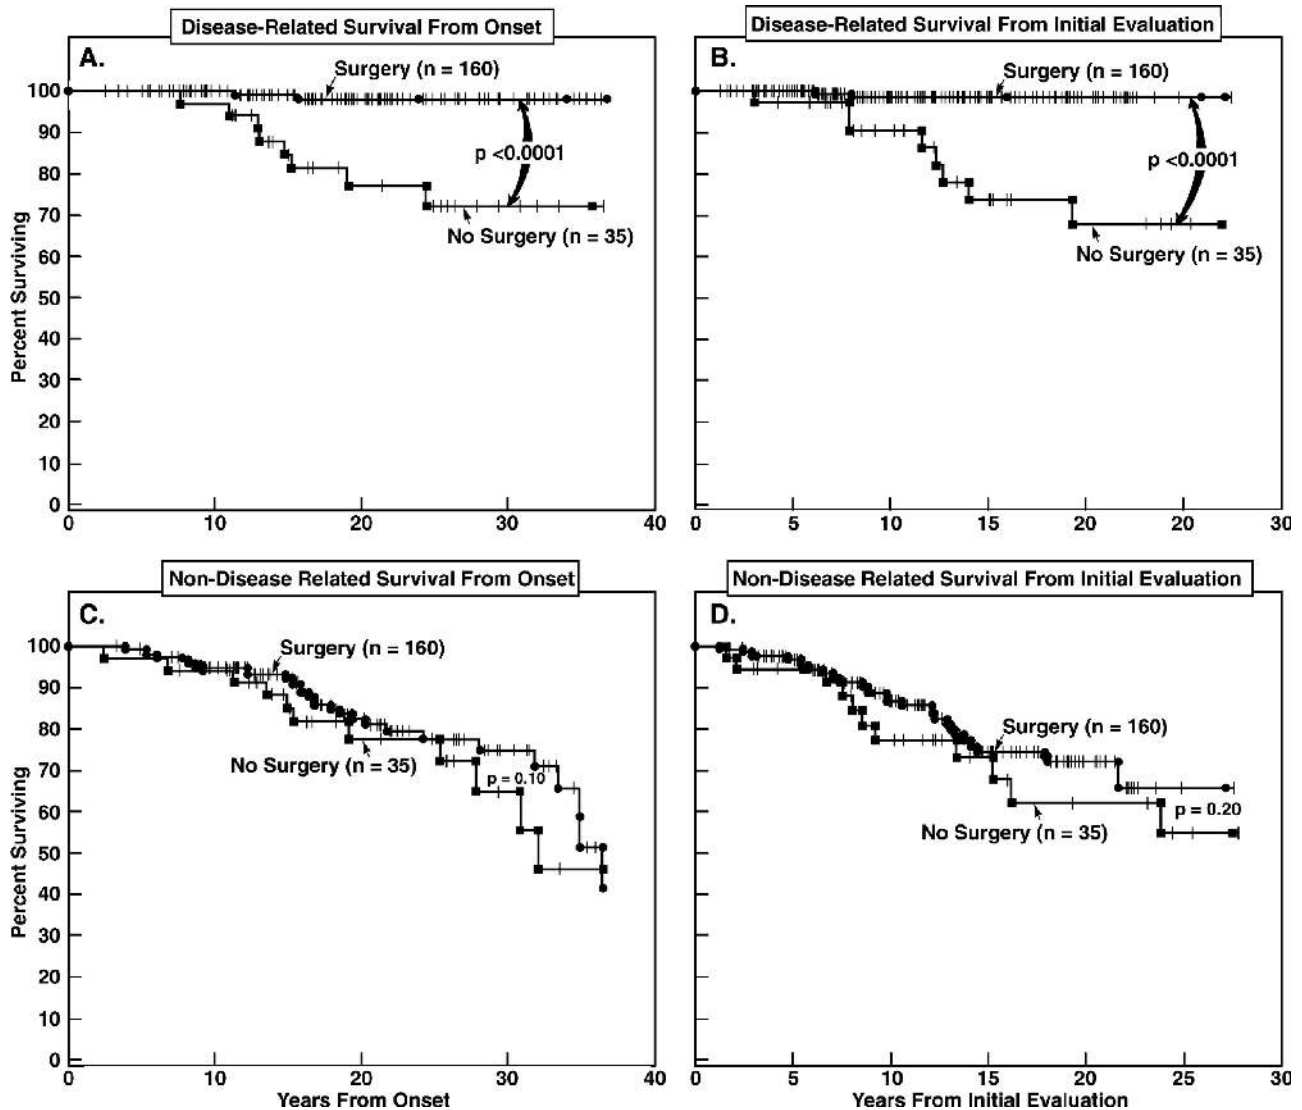 Disease-Related Survival From Onset
A.
Surgery (n = 160)
p <0.0001
No Surgery (n = 35)
100
90
80
70
60
50
40
30
20
10
0
Percent Surviving
0 10 20 30 40
Disease-Related Survival From Initial Evaluation
B.
Surgery (n = 160)
p <0.0001
No Surgery (n = 35)
0 5 10 15 20 20 30
Non-Disease Related Survival From Onset
C.
Surgery (n = 160)
No Surgery (n = 35)
p = 0.10
100
90
80
70
60
50
40
30
20
10
0
Percent Surviving
0 10 20 30 40
Years From Onset
Non-Disease Related Survival From Initial Evaluation
D.
Surgery (n = 160)
p = 0.20
No Surgery (n = 35)
0 5 10 15 20 25 30
Years From Initial Evaluation